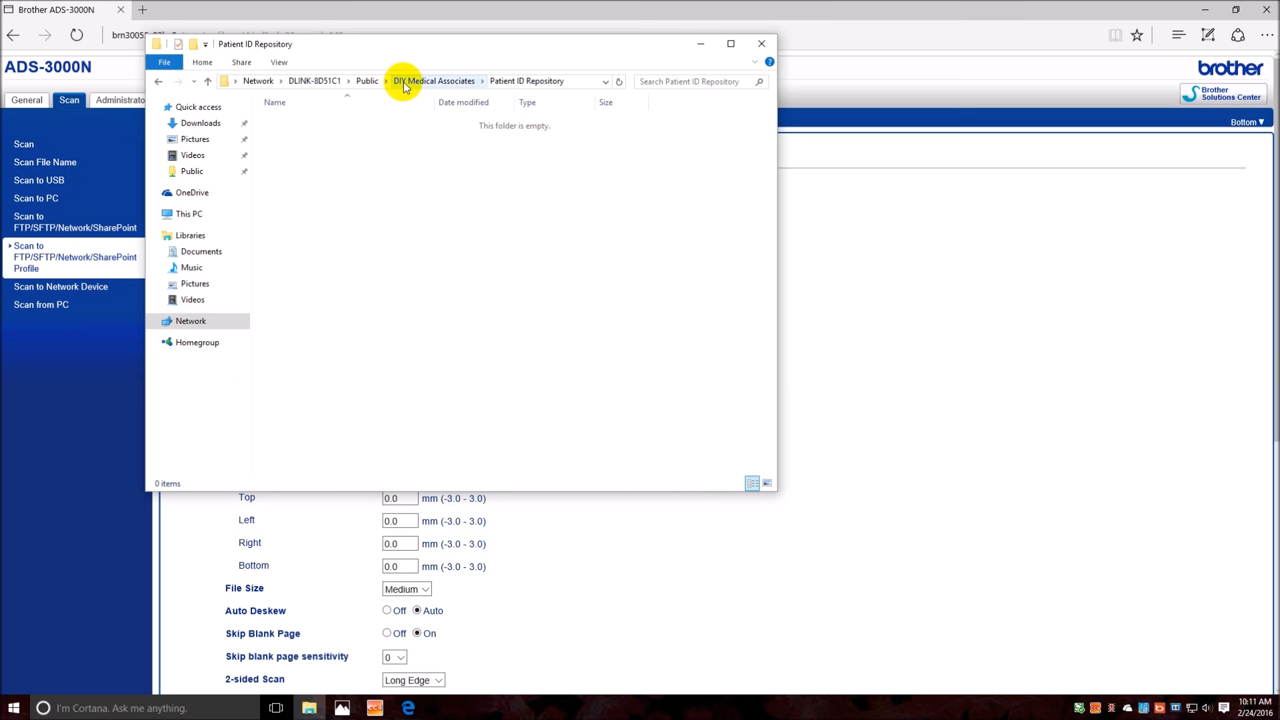 Brother ADS-3000N
ADS-3000N
brother
Brother
Solutions Center
General
Scan
Bottom▼
Scan
Scan File Name
Scan to USB
Scan to PC
Scan to
FTP/SFTP/Network/SharePoint
Scan to
FTP/SFTP/Network/SharePoint
Profile
Scan to Network Device
Scan from PC
Patient ID Repository
File
Home
Share
View
Network > DLINK-8D51C1 > Public > DIY Medical Associates > Patient ID Repository
Search Patient ID Repository
Name
Date modified
Type
Size
This folder is empty.
Quick access
Downloads
Pictures
Videos
Public
OneDrive
This PC
Libraries
Documents
Music
Pictures
Videos
Network
Homegroup
0 items
Top 0.0 mm (-3.0 - 3.0)
Left 0.0 mm (-3.0 - 3.0)
Right 0.0 mm (-3.0 - 3.0)
Bottom 0.0 mm (-3.0 - 3.0)
File Size Medium
Auto Deskew Off Auto
Skip Blank Page Off On
Skip blank page sensitivity 0
2-sided Scan Long Edge
I'm Cortana. Ask me anything.
10:11 AM
2/24/2016